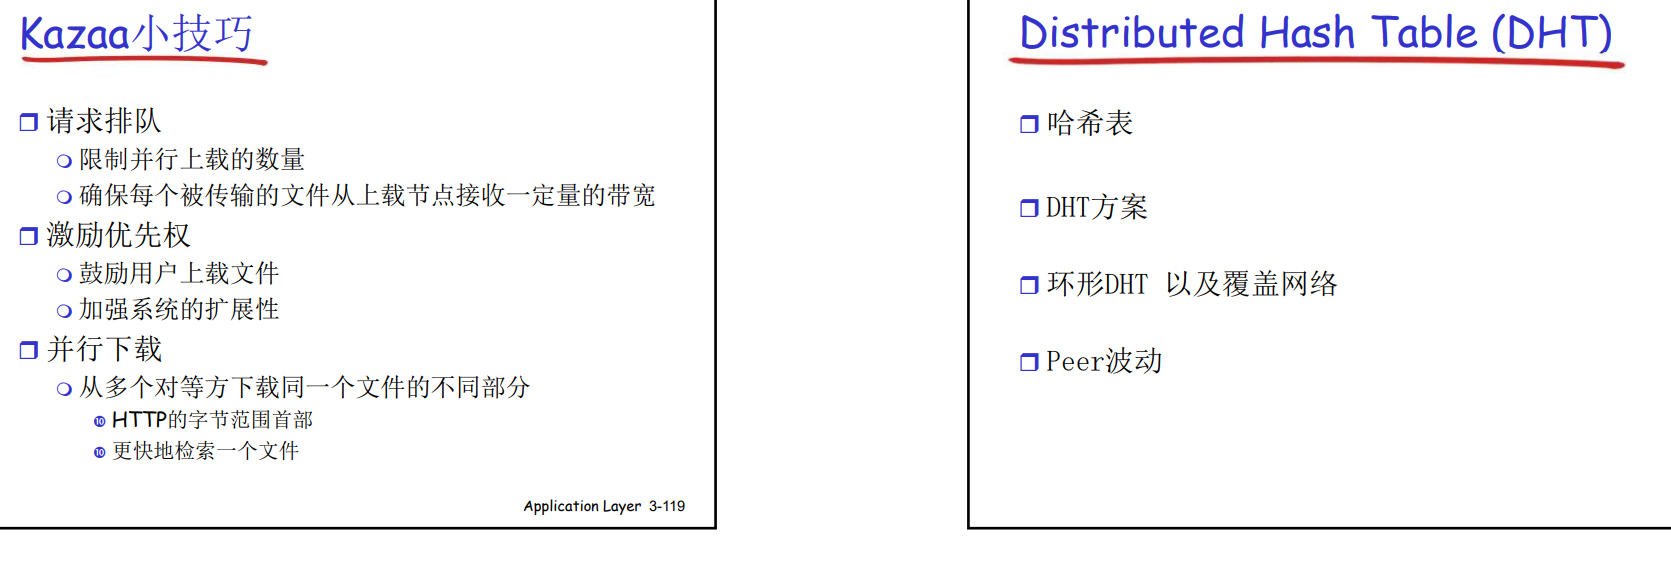 Kazaa小技巧
请求排队
限制并行上载的数量
确保每个被传输的文件从上载节点接收一定量的带宽
激励优先权
鼓励用户上载文件
加强系统的扩展性
并行下载
从多个对等方下载同一个文件的不同部分
HTTP的字节范围首部
更快地检索一个文件
Application Layer 3-119
Distributed Hash Table (DHT)
哈希表
DHT方案
环形DHT 以及覆盖网络
Peer波动